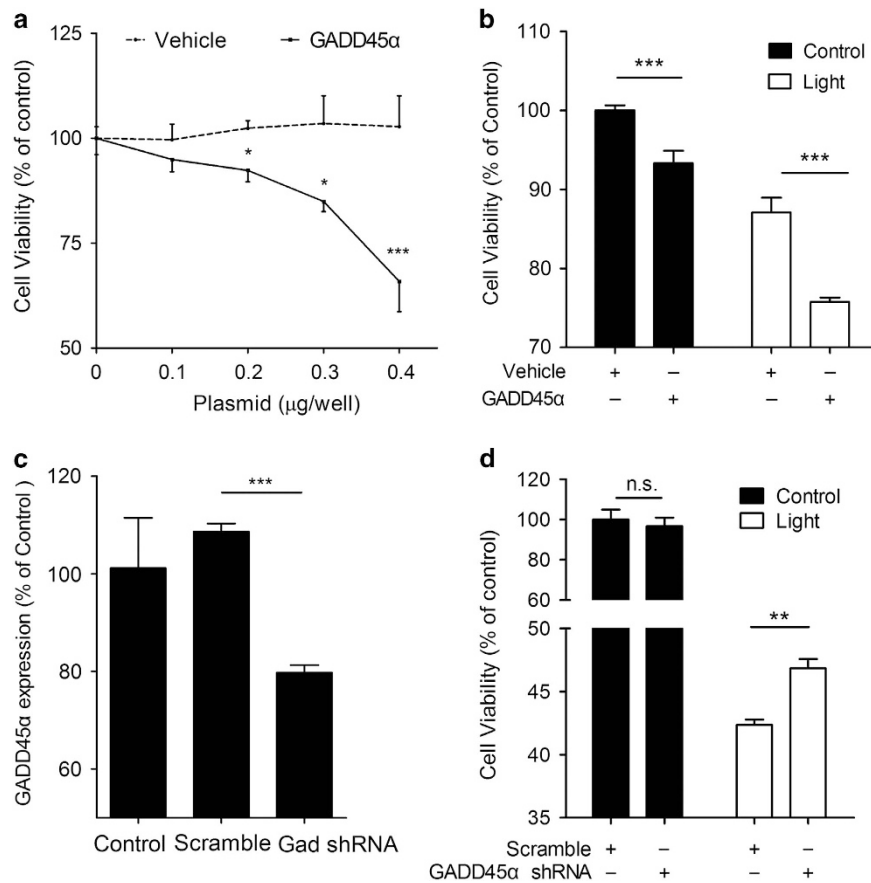 a
125
Vehicle
GADD45α
*
*
***
100
75
50
Cell Viability (% of control)
0 0.1 0.2 0.3 0.4
Plasmid (μg/well)
b
Control
Light
***
***
100
90
80
70
Cell Viability (% of Control)
Vehicle + – + –
GADD45α – + – +
c
120
***
100
80
60
GADD45α expression (% of Control )
Control Scramble Gad shRNA
d
120
n.s.
Control
Light
100
80
60
**
50
45
40
35
Cell Viability (% of control)
Scramble + – + –
GADD45α shRNA – + – +